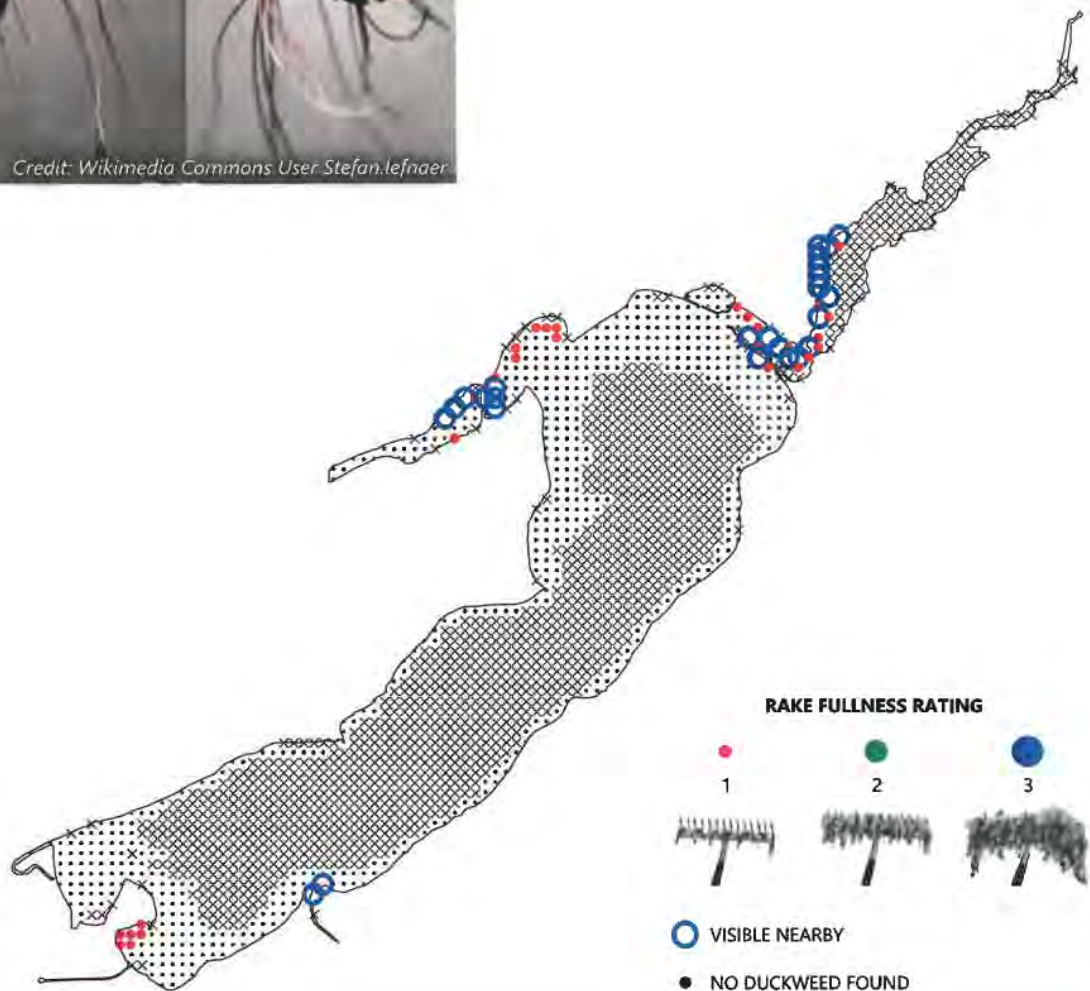 Credit: Wikimedia Commons User Stefan.lefnaer
RAKE FULLNESS RATING
1 2 3
VISIBLE NEARBY
NO DUCKWEED FOUND